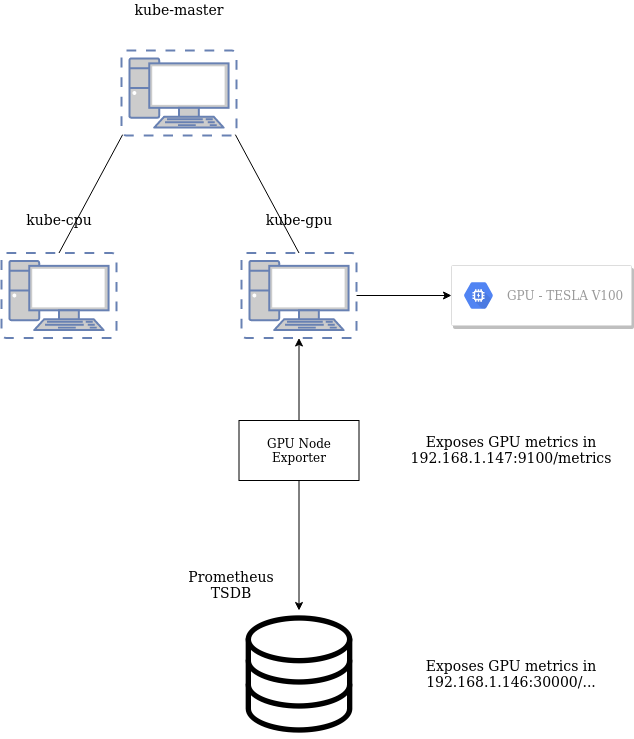 kube-master
kube-cpu
kube-gpu
GPU - TESLA V100
GPU Node
Exporter
Exposes GPU metrics in
192.168.1.147:9100/metrics
Prometheus
TSDB
Exposes GPU metrics in
192.168.1.146:30000/...